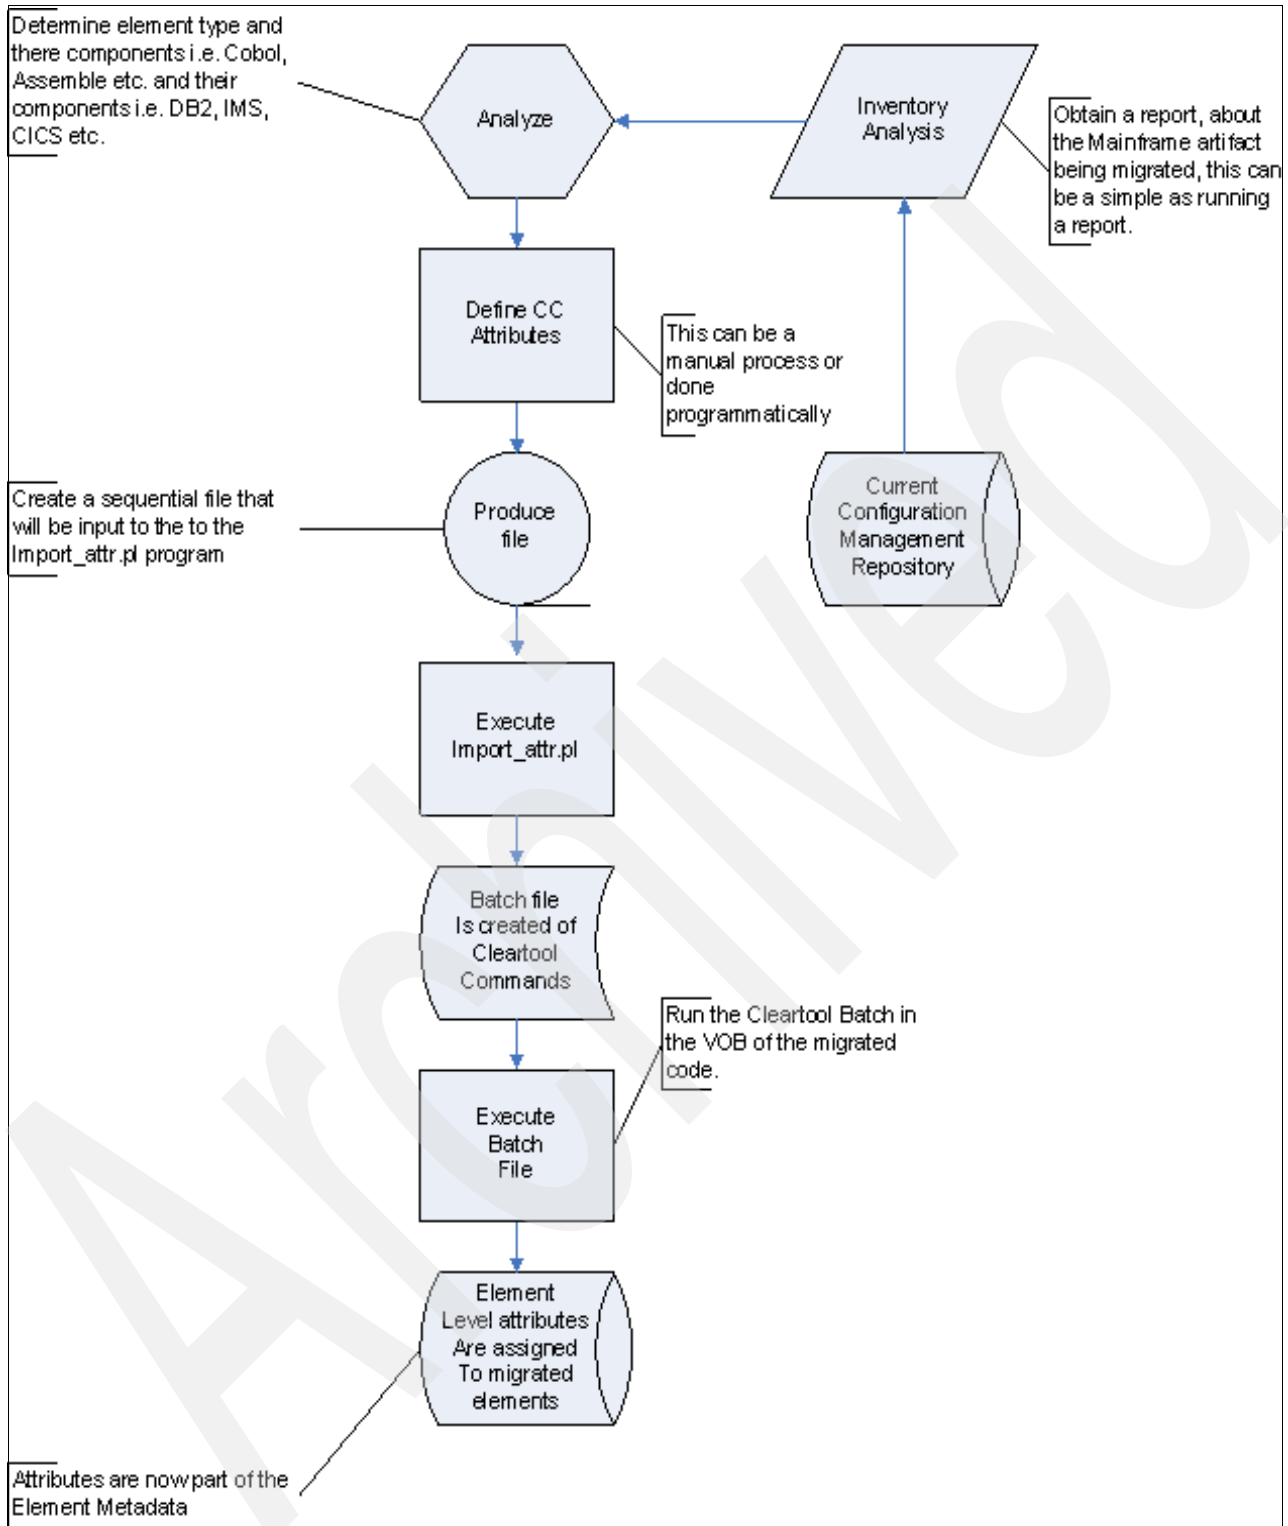 Determine element type and
there components i.e. Cobol,
Assemble etc. and their
components i.e. DB2, IMS,
CICS etc.
Analyze
Inventory
Analysis
Obtain a report, about
the Mainframe artifact
being migrated, this can
be a simple as running
a report.
Define CC
Attributes
This can be a
manual process or
done
programmatically
Create a sequential file that
will be input to the to the
Import_attr.pl program
Produce
file
Current
Configuration
Management
Repository
Execute
Import_attr.pl
Batch file
Is created of
Cleartool
Commands
Run the Cleartool Batch in
the VOB of the migrated
code.
Execute
Batch
File
Element
Level attributes
Are assigned
To migrated
elements
Attributes are now part of the
Element Metadata
Archived